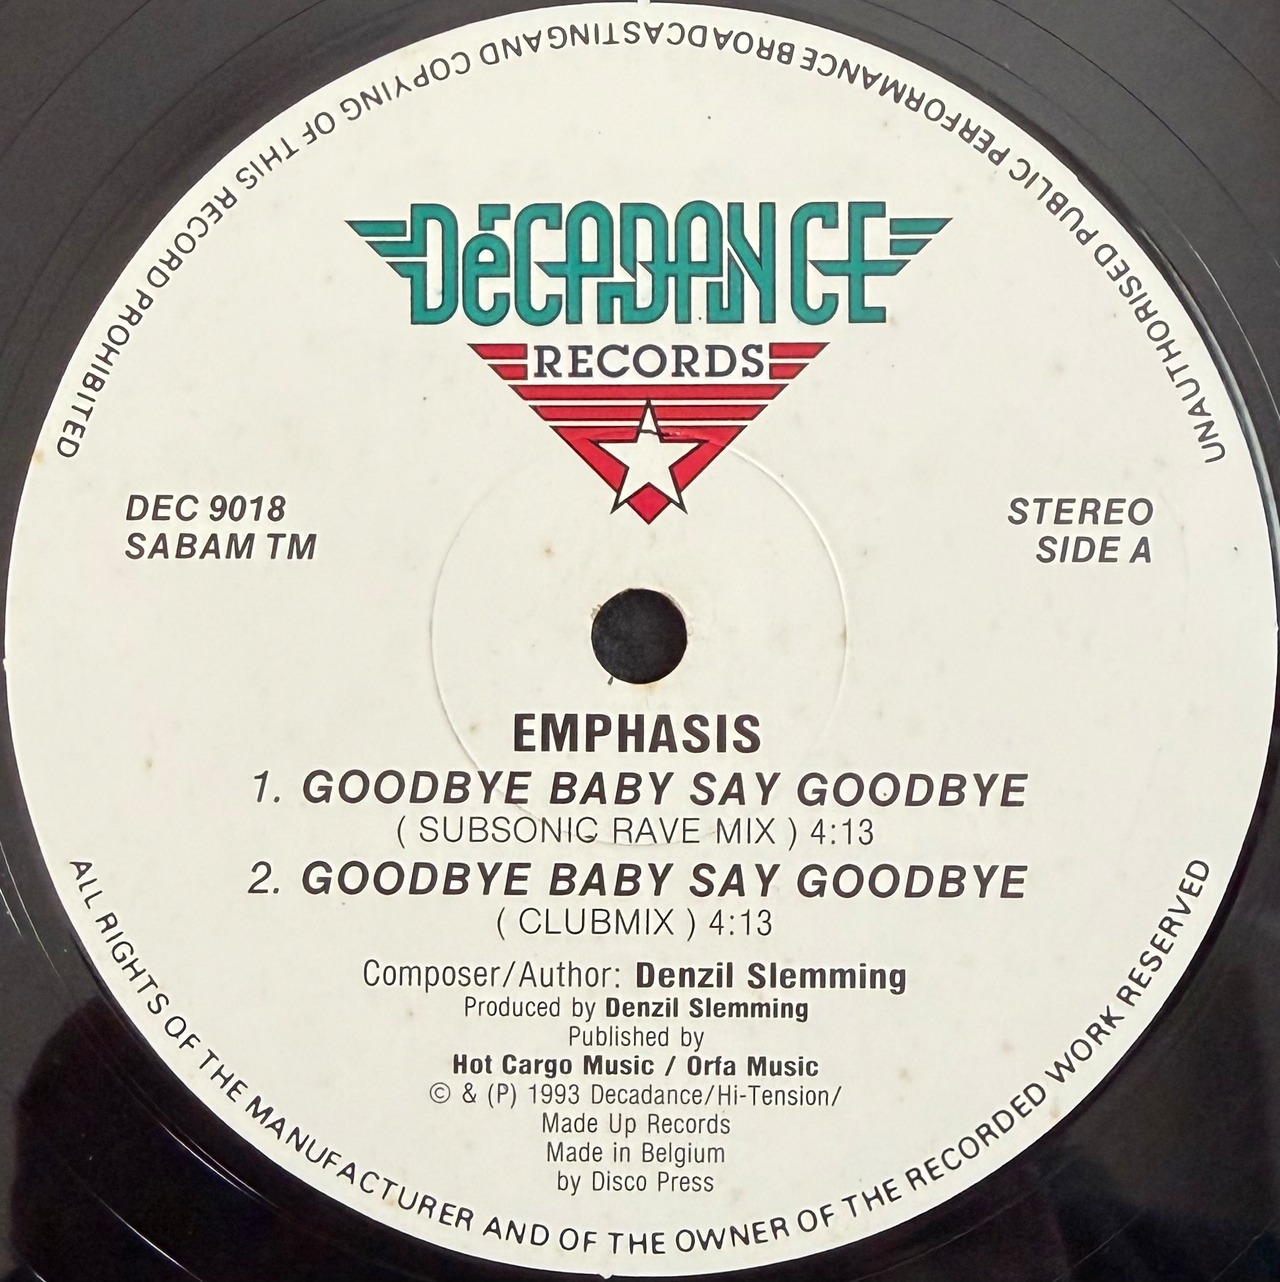 DéCADANCE
RECORDS
DEC 9018
SABAM TM
STEREO
SIDE A
EMPHASIS
1. GOODBYE BABY SAY GOODBYE
( SUBSONIC RAVE MIX ) 4:13
2. GOODBYE BABY SAY GOODBYE
( CLUBMIX ) 4:13
Composer/Author: Denzil Slemming
Produced by Denzil Slemming
Published by
Hot Cargo Music / Orfa Music
© & (P) 1993 Decadance/Hi-Tension/
Made Up Records
Made in Belgium
by Disco Press
ALL RIGHTS OF THE MANUFACTURER AND OF THE OWNER OF THE RECORDED WORK RESERVED
UNAUTHORISED PUBLIC PERFORMANCE BROADCASTING AND COPYING OF THIS RECORD PROHIBITED